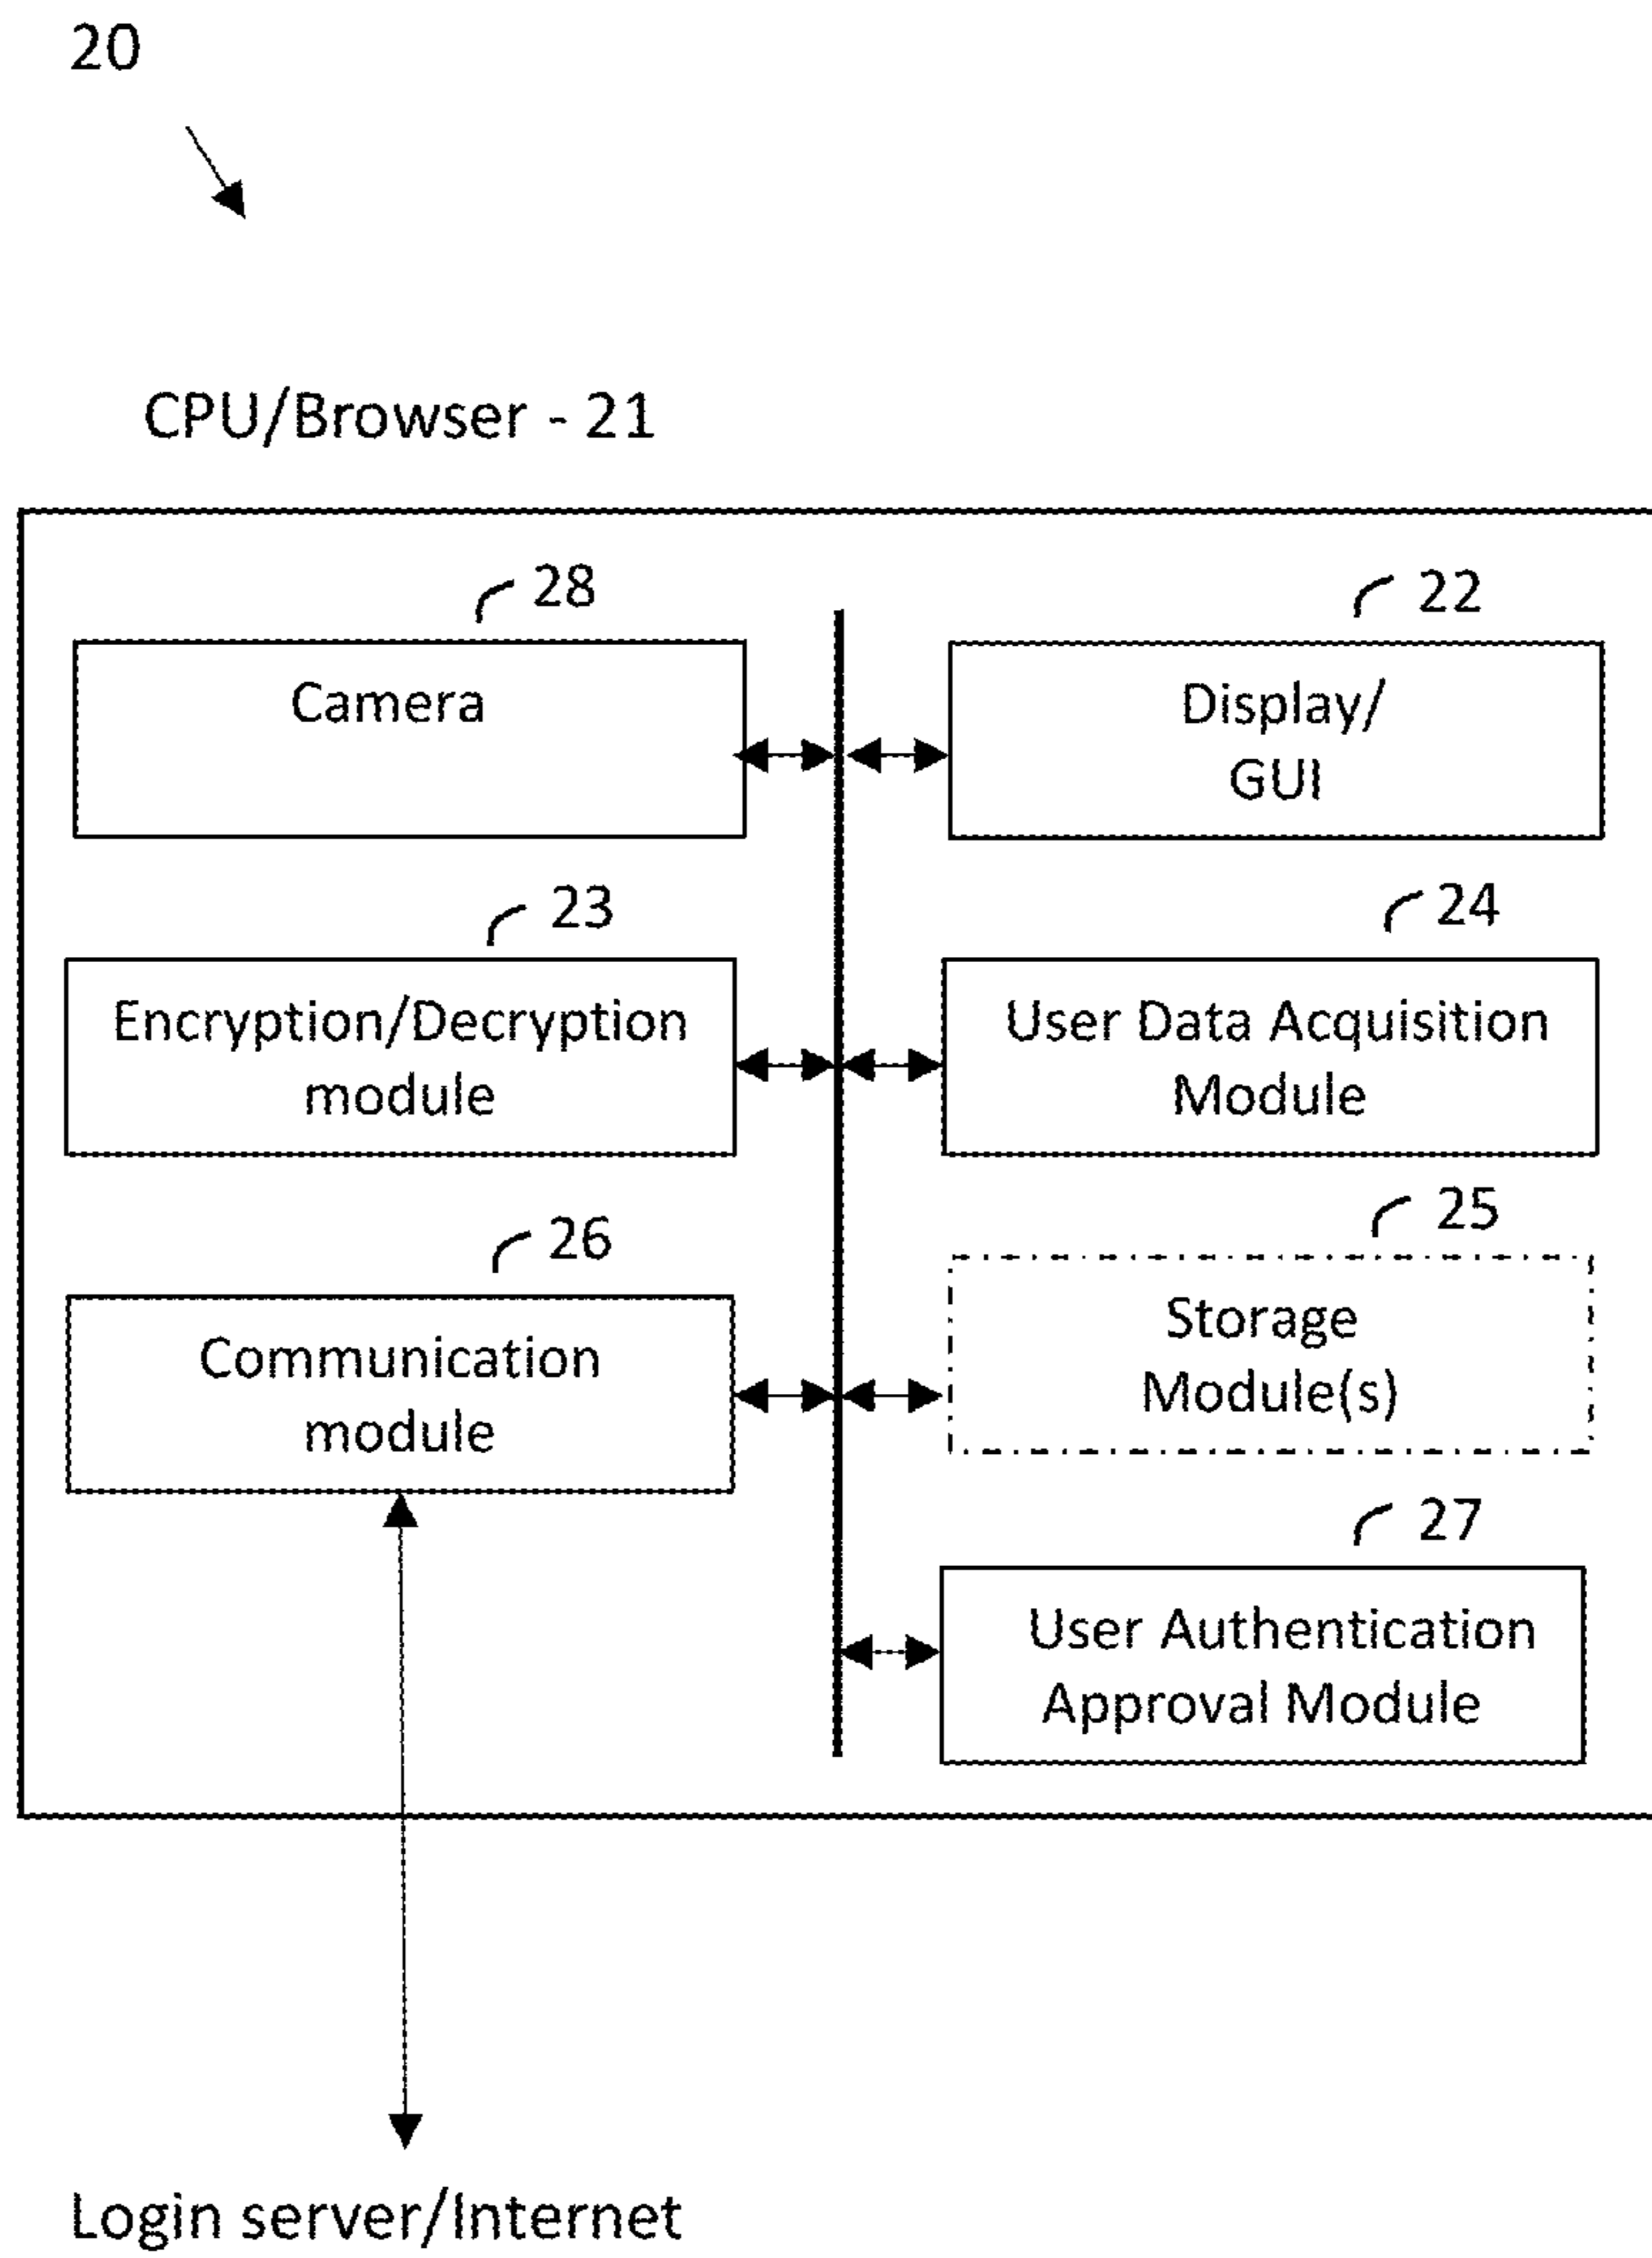 20
CPU/Browser - 21
28
Camera
22
Display/
GUI
23
Encryption/Decryption
module
24
User Data Acquisition
Module
26
Communication
module
25
Storage
Module(s)
27
User Authentication
Approval Module
Login server/Internet